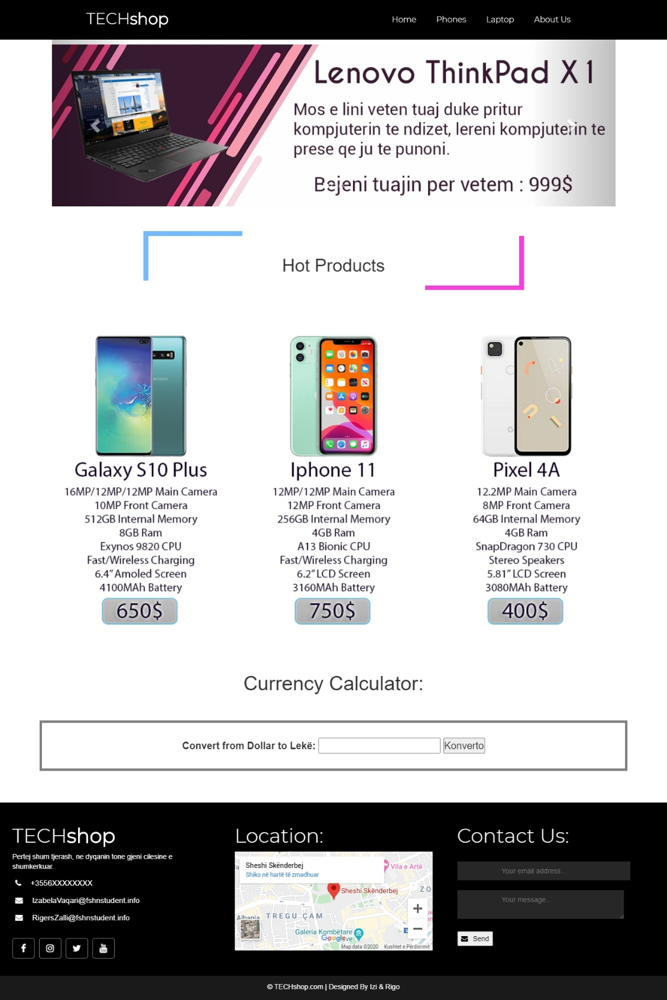 TECHshop
Home
Phones
Laptop
About Us
Lenovo ThinkPad X1
Mos e lini veten tuaj duke pritur
kompjuterin te ndizet, lereni kompjuterin te
prese qe ju te punoni.
Bejeni tuajin per vetem : 999$
Hot Products
Galaxy S10 Plus
16MP/12MP/12MP Main Camera
10MP Front Camera
512GB Internal Memory
8GB Ram
Exynos 9820 CPU
Fast/Wireless Charging
6.4” Amoled Screen
4100MAh Battery
650$
Iphone 11
12MP/12MP Main Camera
12MP Front Camera
256GB Internal Memory
4GB Ram
A13 Bionic CPU
Fast/Wireless Charging
6.2” LCD Screen
3160MAh Battery
750$
Pixel 4A
12.2MP Main Camera
8MP Front Camera
64GB Internal Memory
4GB Ram
SnapDragon 730 CPU
Stereo Speakers
5.81” LCD Screen
3080MAh Battery
400$
Currency Calculator:
Convert from Dollar to Lekë:
Konverto
TECHshop
Pertej shum tjerash, ne dyqanin tone gjeni cilesine e
shumkerkuar.
+3556XXXXXXXX
IzabelaVaqari@fshnstudent.info
RigersZalli@fshnstudent.info
Location:
Sheshi Skënderbej
Shiko në hartë të zmadhuar
Vila e Artë
Sheshi Skënderbej
TREGU ÇAM
Galeria Kombëtare
Google
Map data ©2020
Kushtet e Përdorimit
Contact Us:
Your email address...
Your message...
Send
© TECHshop.com | Designed By Izi & Rigo